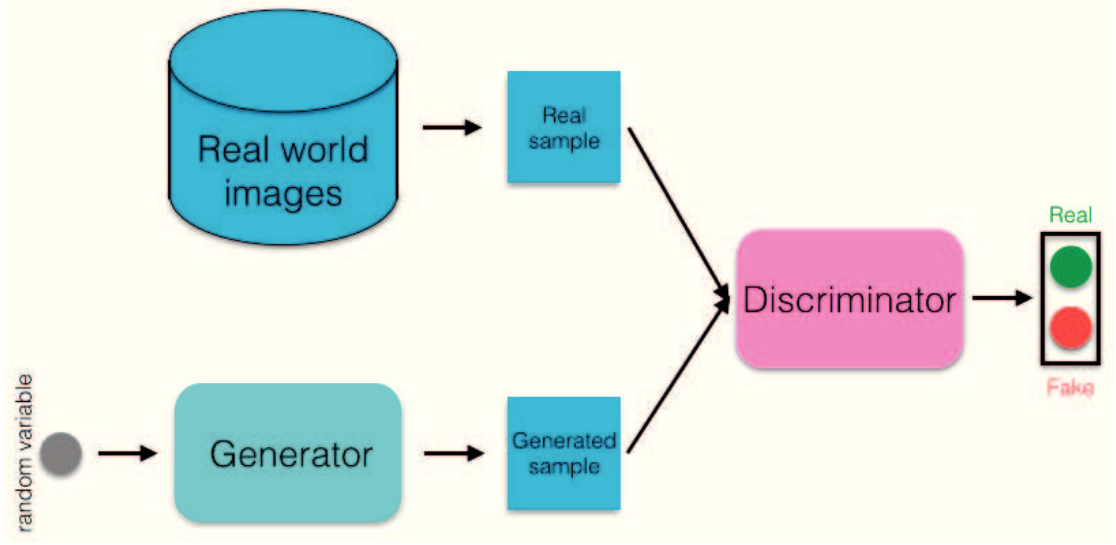 Real world
images
Real
sample
Real
Discriminator
Fake
random variable
Generator
Generated
sample